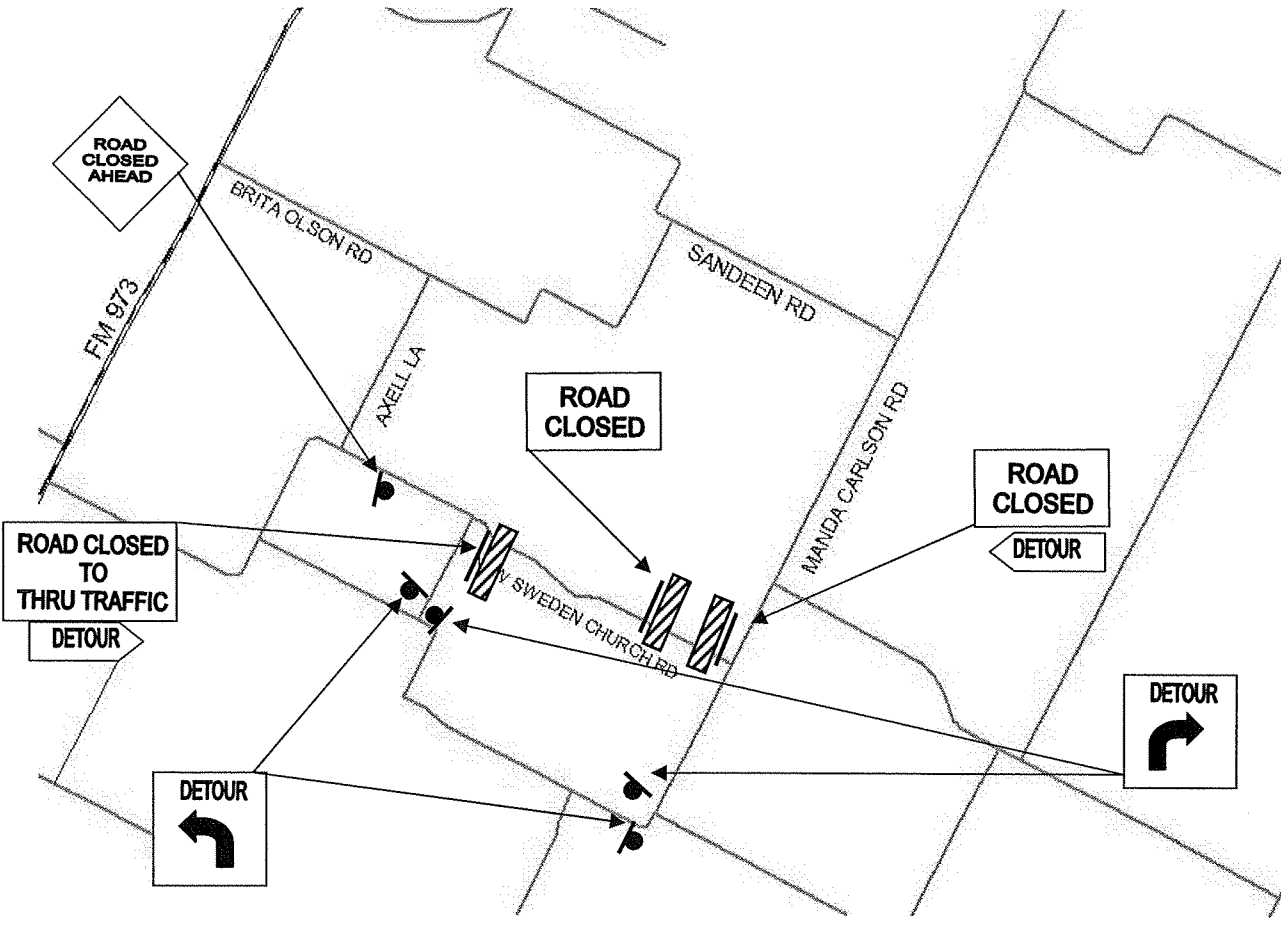 ROAD
CLOSED
AHEAD
BRITA OLSON RD
FM 973
SANDEEN RD
AXELL LA
ROAD
CLOSED
MANDA CARLSON RD
ROAD
CLOSED
DETOUR
ROAD CLOSED
TO
THRU TRAFFIC
DETOUR
SWEDEN CHURCH RD
DETOUR
DETOUR